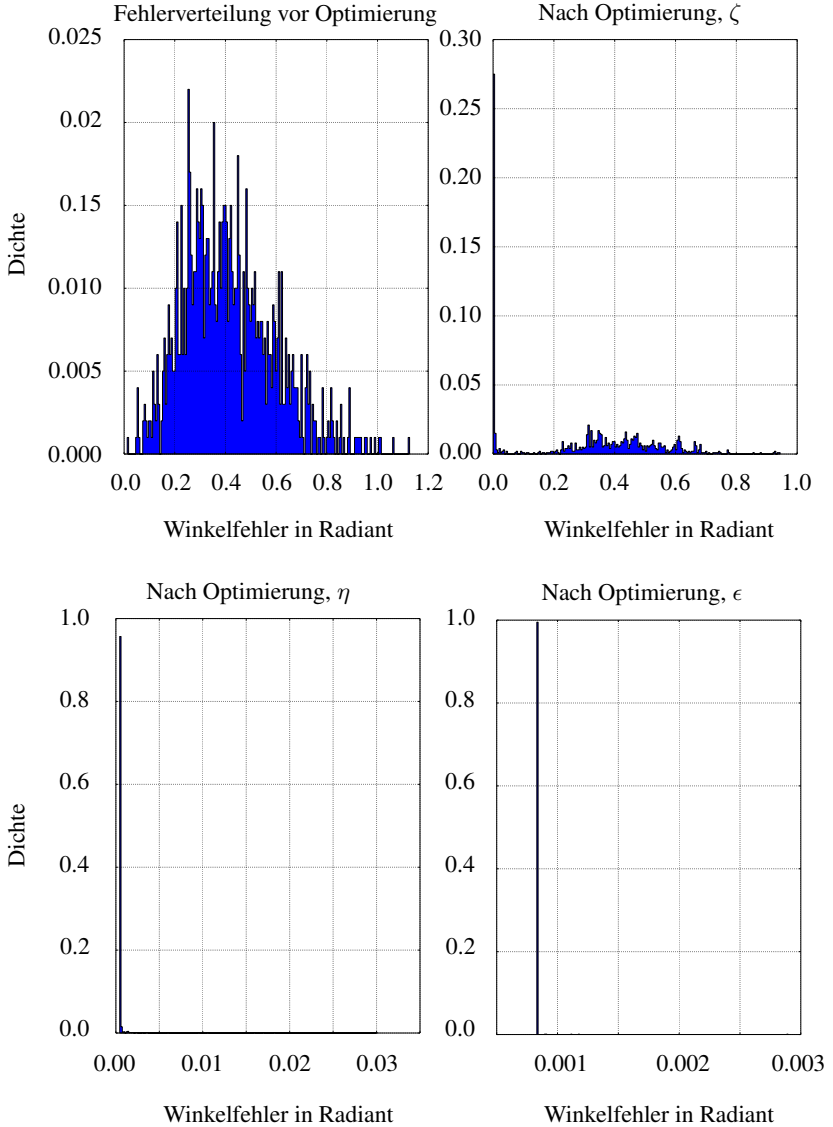 Fehlerverteilung vor Optimierung
0.025
0.02
0.15
0.010
0.005
0.000
0.0 0.2 0.4 0.6 0.8 1.0 1.2
Dichte
Winkelfehler in Radiant
Nach Optimierung, ζ
0.30
0.25
0.20
0.15
0.10
0.05
0.00
0.0 0.2 0.4 0.6 0.8 1.0
Winkelfehler in Radiant
Nach Optimierung, η
1.0
0.8
0.6
0.4
0.2
0.0
0.00 0.01 0.02 0.03
Dichte
Winkelfehler in Radiant
Nach Optimierung, ϵ
1.0
0.8
0.6
0.4
0.2
0.0
0.001 0.002 0.003
Winkelfehler in Radiant